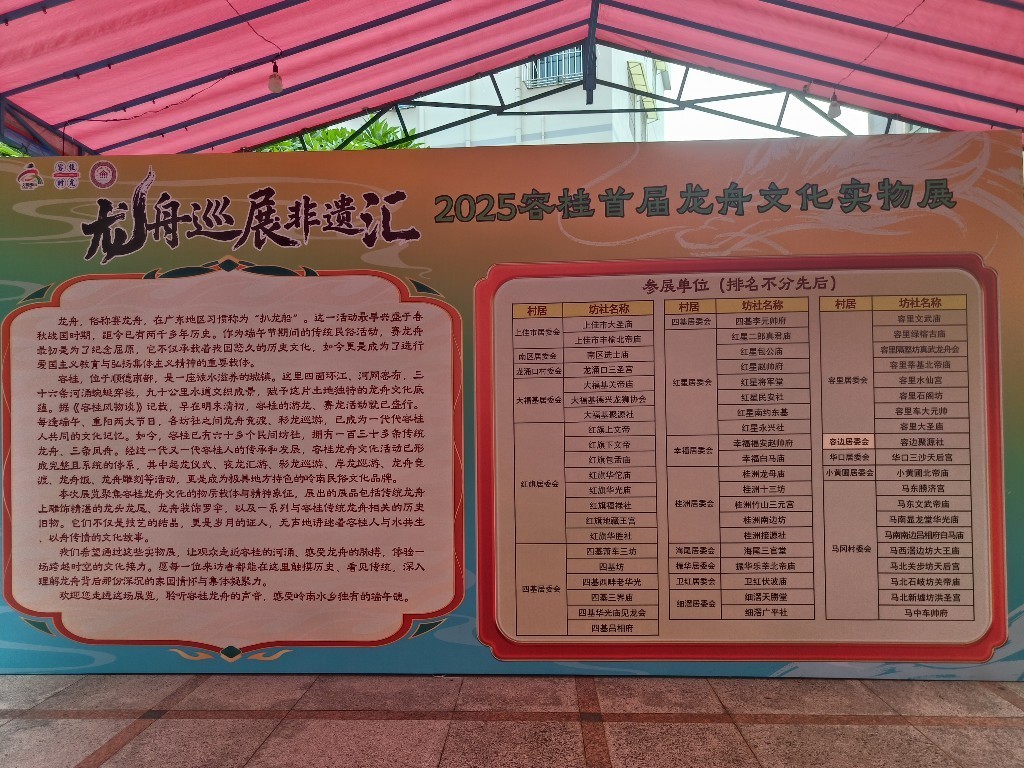 容桂
时光
龙舟巡展非遗汇
2025容桂首届龙舟文化实物展
龙舟，俗称赛龙舟，在广东地区习惯称为“扒龙船”。这一活动最早兴盛于春
秋战国时期，距今已有两千多年历史。作为端午节期间的传统民俗活动，赛龙舟
最初是为了纪念屈原，它不仅承载着我国悠久的历史文化，如今更是成为了进行
爱国主义教育与弘扬集体主义精神的重要载体。
容桂，位于顺德南部，是一座被水滋养的城镇。这里四面环江、河网密布，三
十六条河涌蜿蜒穿梭，九十公里水道交织成景，赋予这片土地独特的龙舟文化底
蕴。据《容桂风物谈》记载，早在明末清初，容桂的游龙、赛龙活动就已盛行。
每逢端午、重阳两大节日，各坊社之间龙舟竞渡、彩龙巡游，已成为一代代容桂
人共同的文化记忆。如今，容桂已有六十多个民间坊社，拥有一百三十多条传统
龙舟、三条凤舟。经过一代又一代容桂人的传承和发展，容桂龙舟文化活动已形
成完整且系统的体系，其中起龙仪式、夜龙汇游、彩龙巡游、岸龙巡游、龙舟竞
渡、龙舟组、龙舟雕刻等活动，更是成为极具地方特色的岭南民俗文化品牌。
本次展览聚集容桂龙舟文化的物质载体与精神象征，展出的展品包括传统龙舟
上雕饰精湛的龙头龙尾、龙舟装饰罗伞，以及一系列与容桂传统龙舟相关的历史
旧物。它们不仅是技艺的结晶，更是岁月的证人，无声地讲述着容桂人与水共生
、以舟传情的文化故事。
我们希望通过这些实物展，让观众走近容桂的河涌，感受龙舟的脉搏，体验一
场跨越时空的文化接力。愿每一位来访者都能在这里触摸历史、看见传统，深入
理解龙舟背后那份深沉的家国情怀与集体凝聚力。
欢迎您走进这场展览，聆听容桂龙舟的声音，感受岭南水乡独有的端午魂。
参展单位（排名不分先后）
村居 坊社名称
上佳市居委会 上佳市大圣庙
上佳市丰榆北帝庙
南区居委会 南区进士庙
龙涌口村委会 龙涌口三圣宫
大福基居委会 大福基关帝庙
大福基德兴龙狮协会
大福基聚源社
红旗居委会 红旗上文帝
红旗下文帝
红旗包丞庙
红旗华佗庙
红旗华光庙
红旗福禄社
红旗地藏王宫
红旗华胜社
四基居委会 四基萧车三坊
四基坊
四基西畔老华光
四基三界庙
四基华光庙见龙会
四基吕相府
村居 坊社名称
四基居委会 四基李元帅府
红星居委会 红星二郎真君庙
红星包公庙
红星赵帅府
红星将军堂
红星民安社
红星南约东基
红星永兴社
幸福居委会 幸福福安赵帅府
幸福白马庙
桂洲居委会 桂洲龙母庙
桂洲十三坊
桂洲竹山三元宫
桂洲南边坊
桂洲接源社
海尾居委会 海尾三官堂
振华居委会 振华乐善北帝庙
卫红居委会 卫红伏波庙
细滘居委会 细滘天胜堂
细滘广平社
村居 坊社名称
容里居委会 容里文武庙
容里绿榕古庙
容里隔整坊真武龙舟会
容里莘基北帝庙
容里水仙宫
容里石阁坊
容里车大元帅
容里大圣庙
容边居委会 容边聚源社
华口居委会 华口三沙天后宫
小黄圃居委会 小黄圃北帝庙
马冈村委会 马东腾济宫
马东文武帝庙
马南显龙堂华光庙
马南南边吕相府白马庙
马西滘边坊大王庙
马北关步坊天后宫
马北石岐坊关帝庙
马北新墟坊洪圣宫
马中车帅府